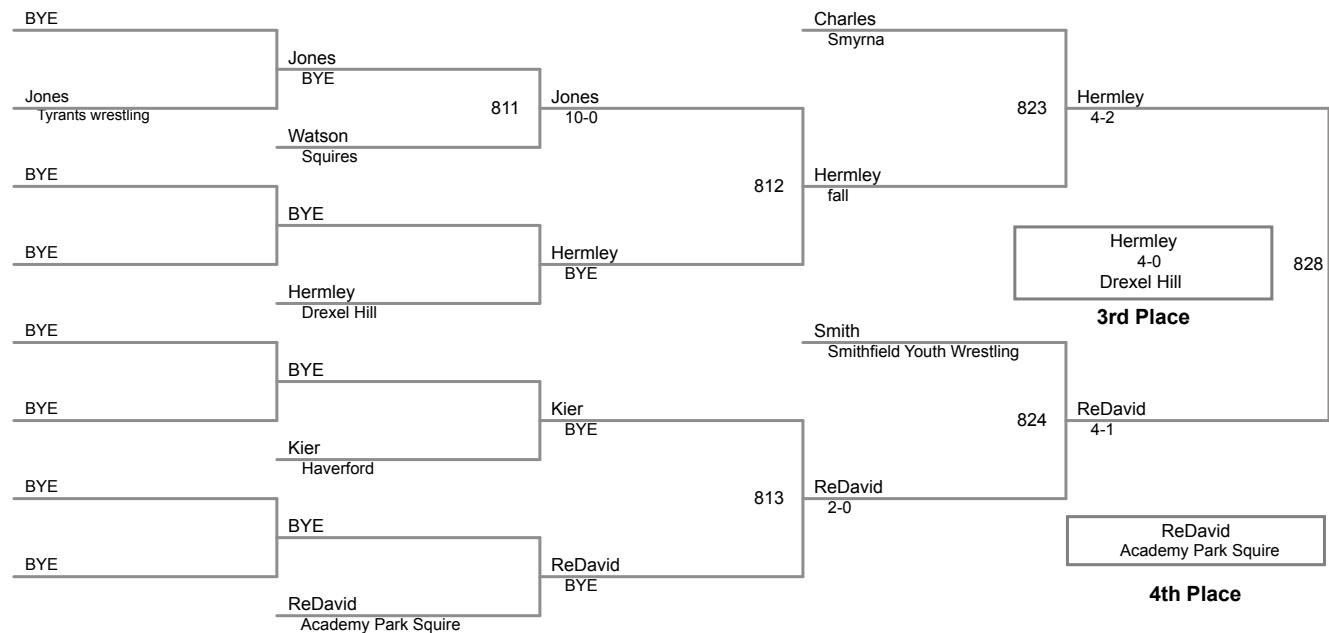 BYE
Jones
Tyrants wrestling
BYE
BYE
BYE
BYE
BYE
BYE
Jones
BYE
Watson
Squires
BYE
Hermley
Drexel Hill
BYE
Kier
Haverford
BYE
ReDavid
Academy Park Squire
811
Jones
10-0
Hermley
BYE
Kier
BYE
ReDavid
BYE
812
813
Charles
Smyrna
Hermley
fall
Smith
Smithfield Youth Wrestling
ReDavid
2-0
823
824
Hermley
4-2
ReDavid
4-1
828
Hermley
4-0
Drexel Hill
3rd Place
ReDavid
Academy Park Squire
4th Place